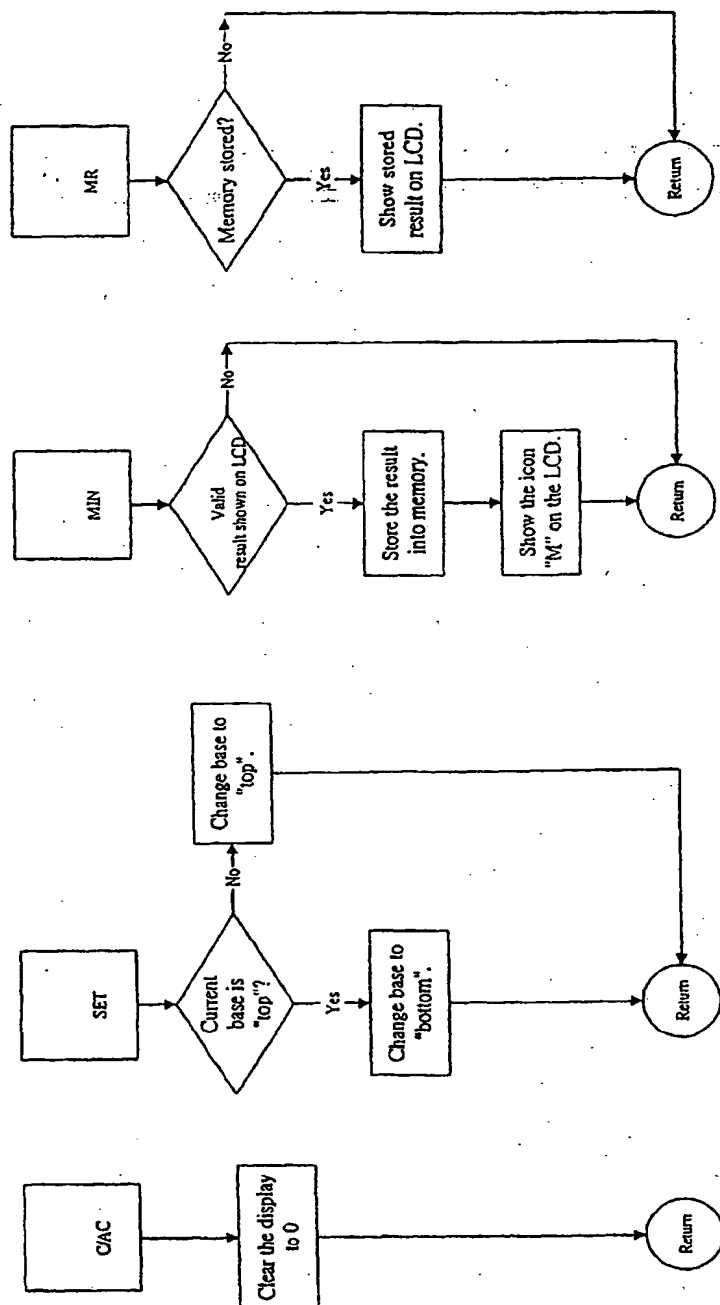 C/AC
Clear the display
to 0
Return
SET
Current
base is
"top"?
No
Change base to
"top".
Yes
Change base to
"bottom".
Return
MIN
Valid
result shown on LCD
No
Yes
Store the result
into memory.
Show the icon
"M" on the LCD.
Return
MR
Memory stored?
No
Yes
Show stored
result on LCD.
Return